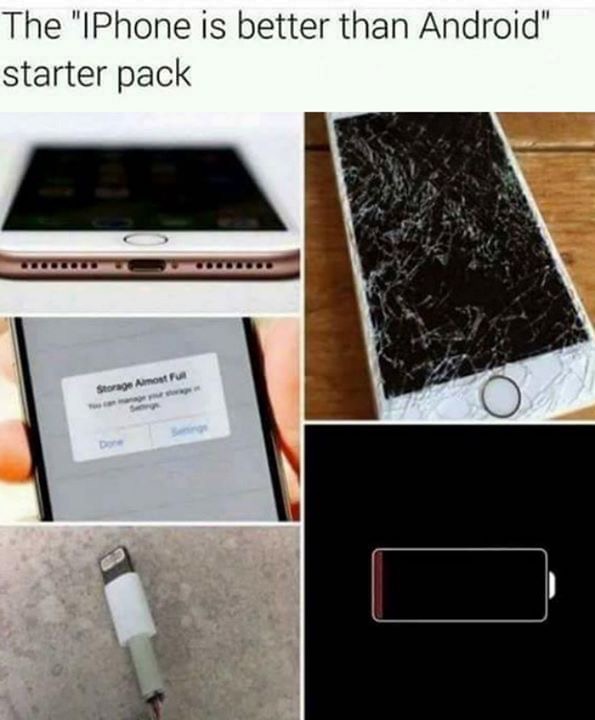 The "IPhone is better than Android"
starter pack
Storage Almost Full
You can manage your storage in
Settings.
Done
Settings